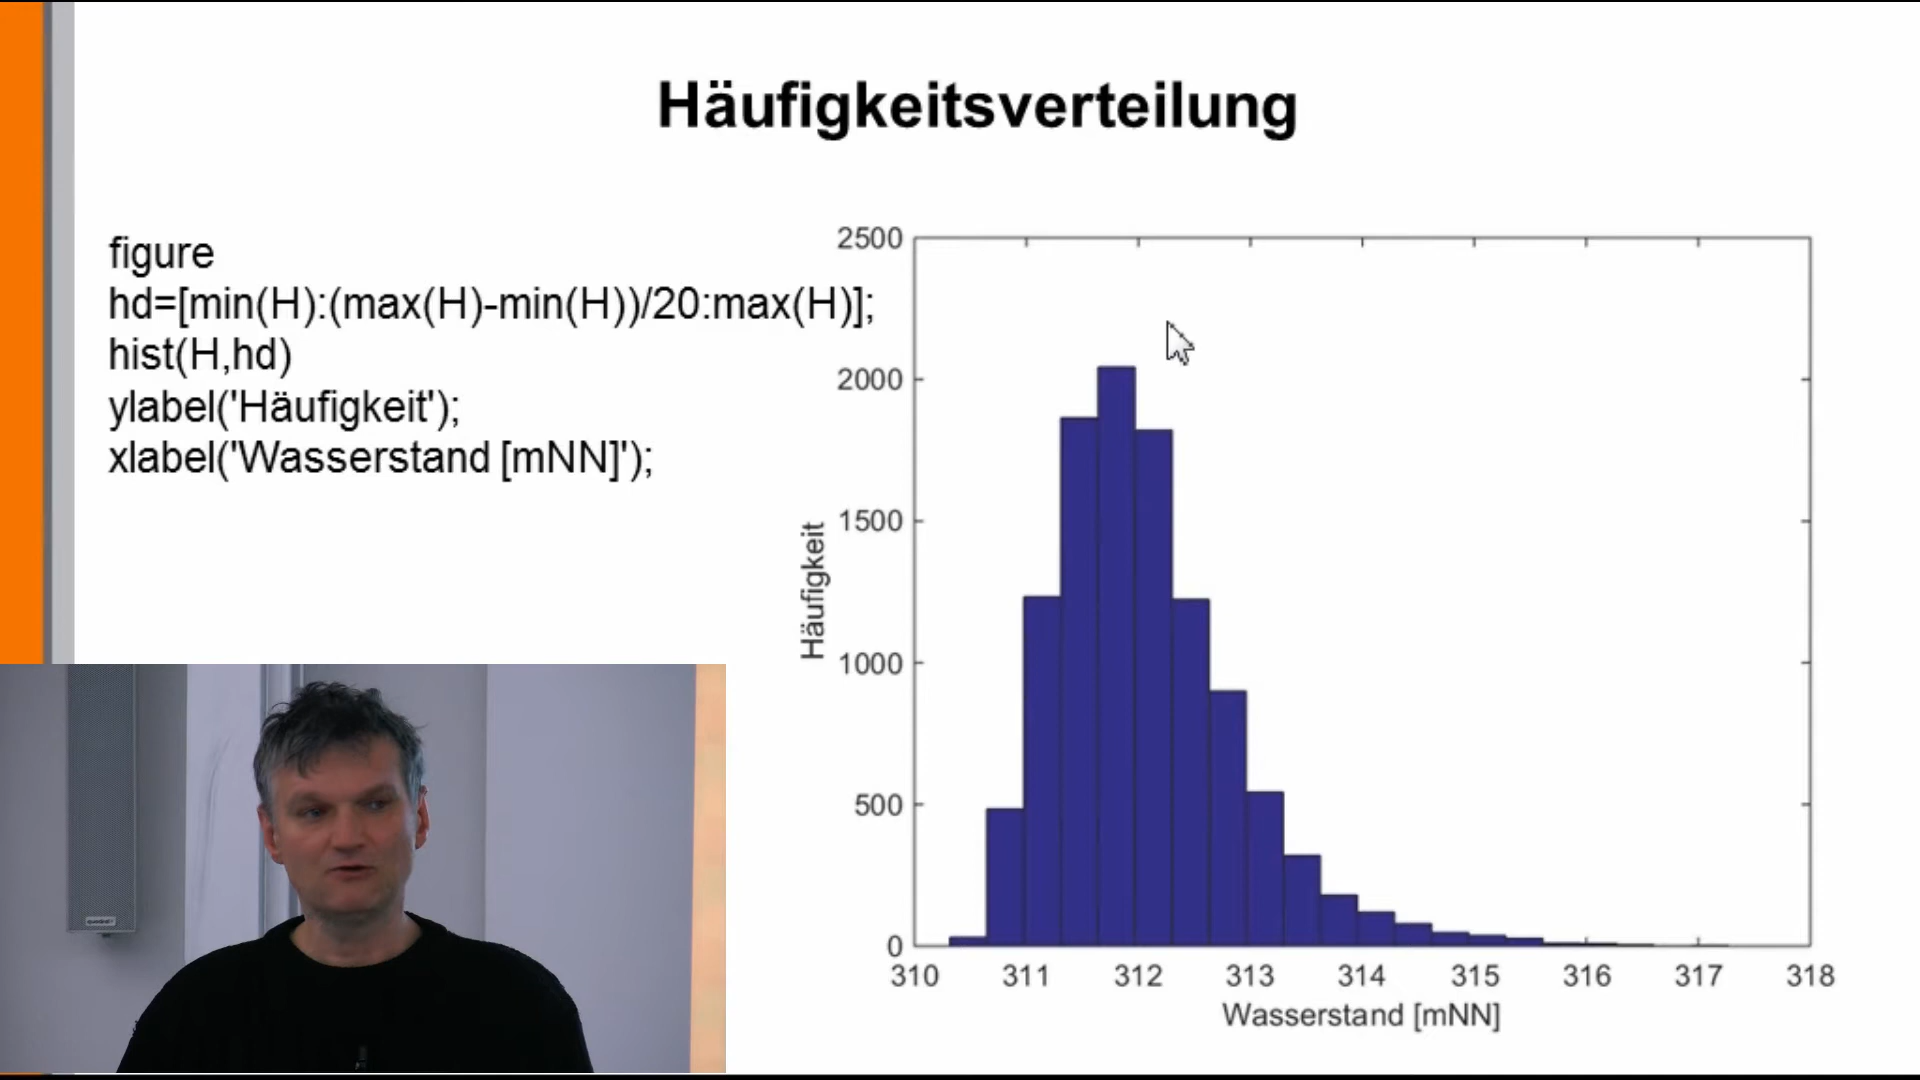 Häufigkeitsverteilung
figure
hd=[min(H):(max(H)-min(H))/20:max(H)];
hist(H,hd)
ylabel('Häufigkeit');
xlabel('Wasserstand [mNN]');
2500
2000
1500
1000
500
0
Häufigkeit
310 311 312 313 314 315 316 317 318
Wasserstand [mNN]